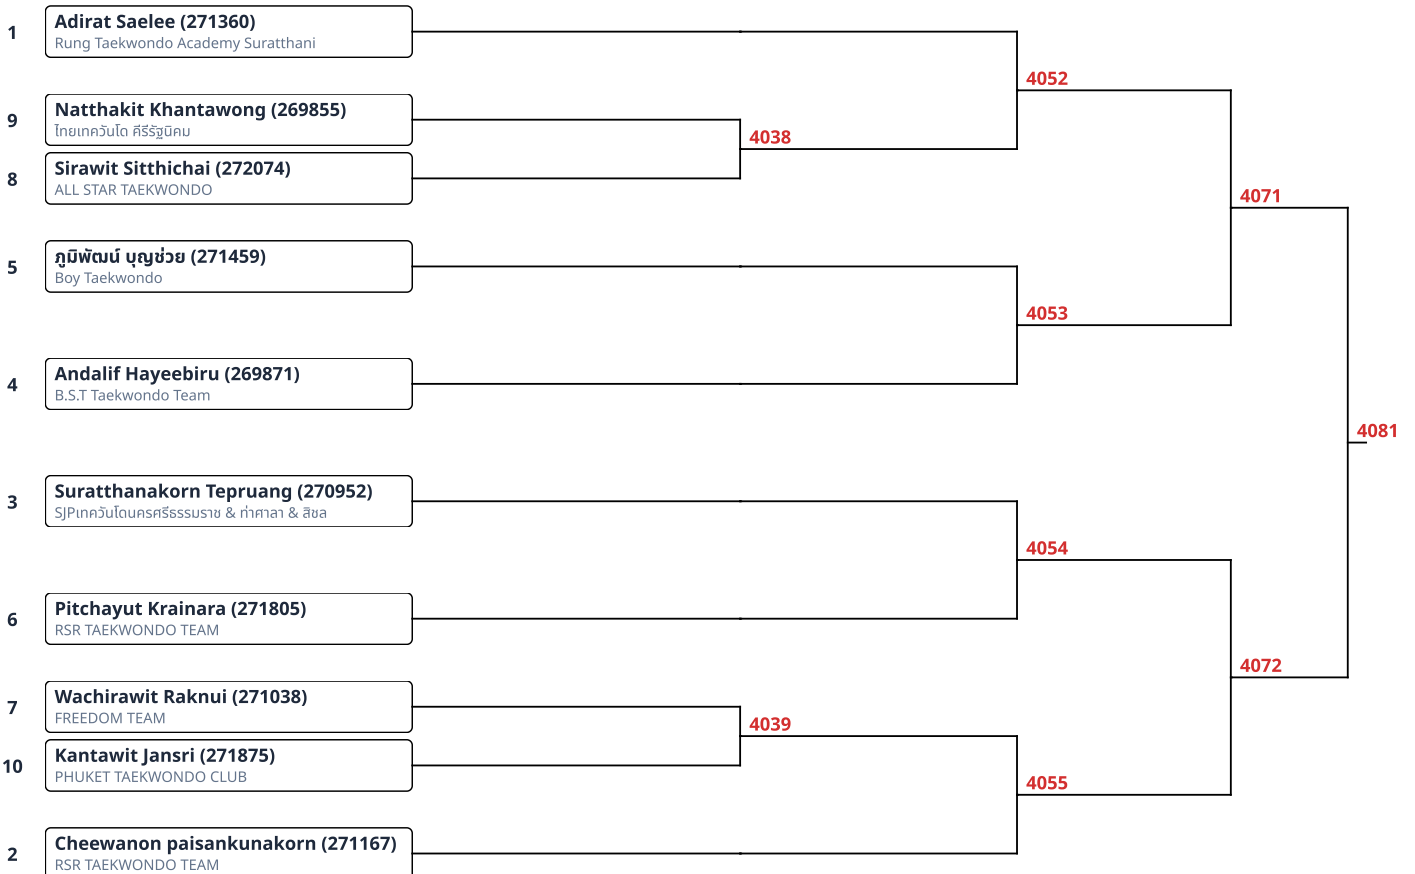 1
Adirat Saelee (271360)
Rung Taekwondo Academy Suratthani
4052
9
Natthakit Khantawong (269855)
ไทยเทควันโด คีรีรัฐนิคม
4038
8
Sirawit Sitthichai (272074)
ALL STAR TAEKWONDO
4071
5
ภูมิพัฒน์ บุญช่วย (271459)
Boy Taekwondo
4053
4
Andalif Hayeebiru (269871)
B.S.T Taekwondo Team
4081
3
Suratthanakorn Tepruang (270952)
SJPเทควันโดนครศรีธรรมราช & ท่าศาลา & สิชล
4054
6
Pitchayut Krainara (271805)
RSR TAEKWONDO TEAM
4072
7
Wachirawit Raknui (271038)
FREEDOM TEAM
4039
10
Kantawit Jansri (271875)
PHUKET TAEKWONDO CLUB
4055
2
Cheewanon paisankunakorn (271167)
RSR TAEKWONDO TEAM